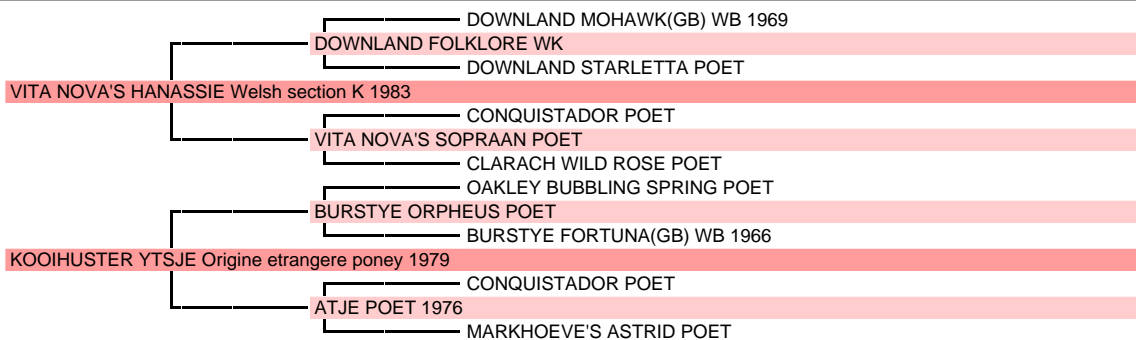 DOWNLAND MOHAWK(GB) WB 1969
DOWNLAND FOLKLORE WK
DOWNLAND STARLETTA POET
VITA NOVA'S HANASSIE Welsh section K 1983
CONQUISTADOR POET
VITA NOVA'S SOPRAAN POET
CLARACH WILD ROSE POET
OAKLEY BUBBLING SPRING POET
BURSTYE ORPHEUS POET
BURSTYE FORTUNA(GB) WB 1966
KOOIHUSTER YTSJE Origine etrangere poney 1979
CONQUISTADOR POET
ATJE POET 1976
MARKHOEVE'S ASTRID POET